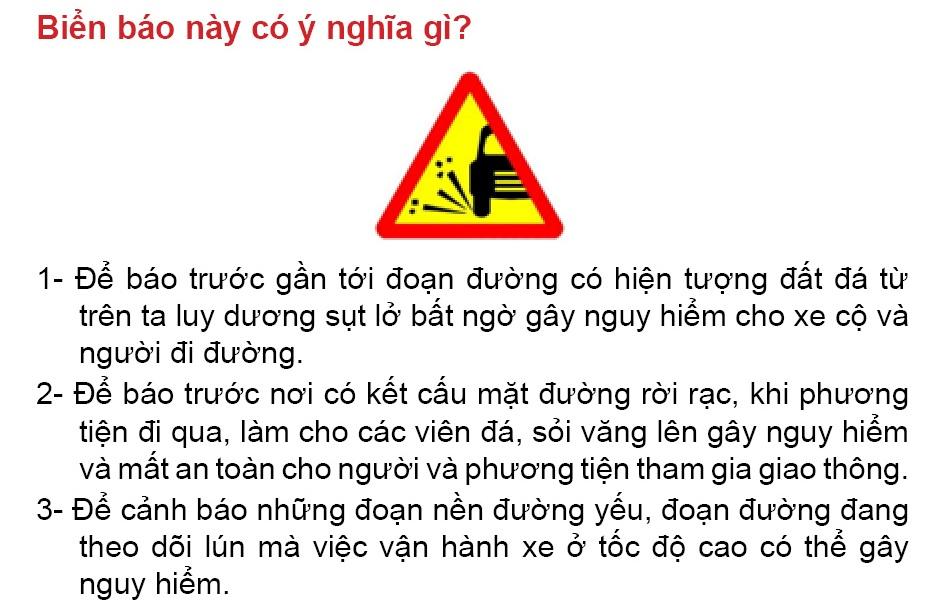 Biển báo này có ý nghĩa gì?
1- Để báo trước gần tới đoạn đường có hiện tượng đất đá từ
trên ta luy dương sụt lở bất ngờ gây nguy hiểm cho xe cộ và
người đi đường.
2- Để báo trước nơi có kết cấu mặt đường rời rạc, khi phương
tiện đi qua, làm cho các viên đá, sỏi văng lên gây nguy hiểm
và mất an toàn cho người và phương tiện tham gia giao thông.
3- Để cảnh báo những đoạn nền đường yếu, đoạn đường đang
theo dõi lún mà việc vận hành xe ở tốc độ cao có thể gây
nguy hiểm.